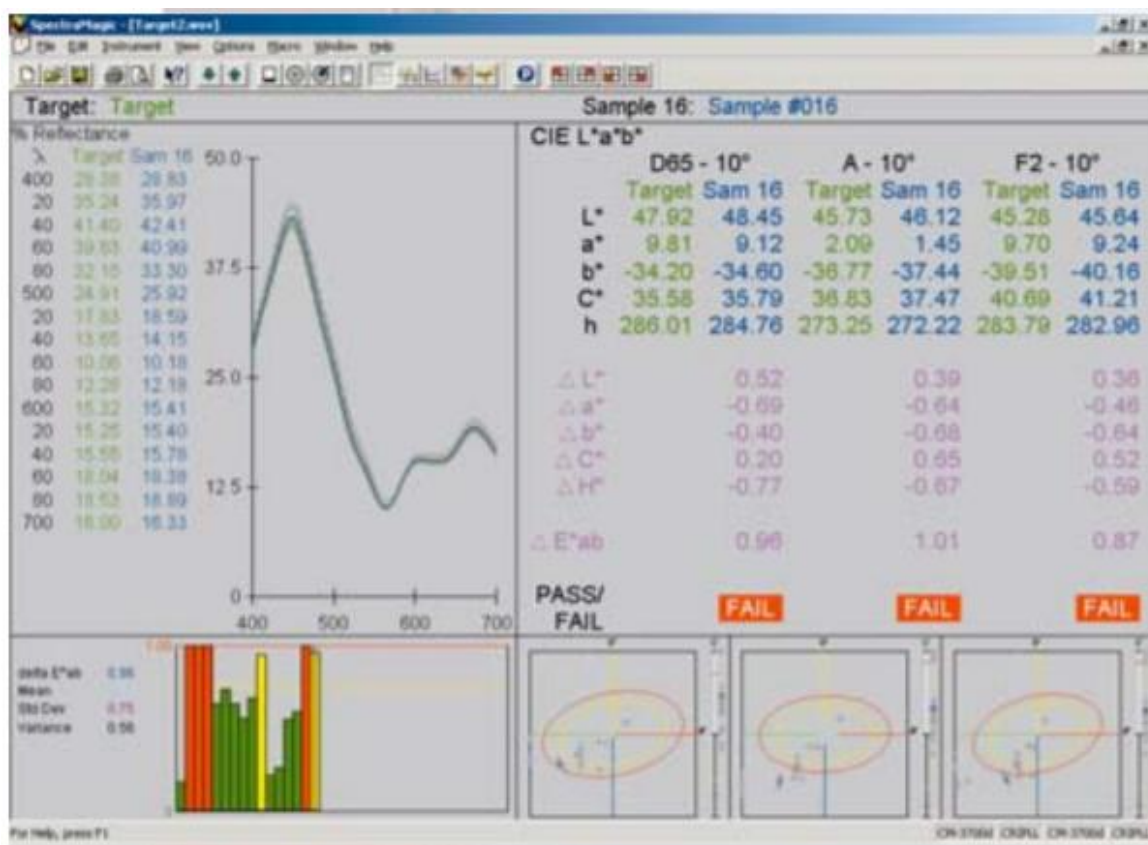 SpectraMagic - [Target2.mes]
File Edit Instrument View Options Macro Window Help
Target: Target
Sample 16: Sample #016
% Reflectance
λ Target Sam 16
400 28.83
20 35.24 35.97
40 41.40 42.41
60 39.83 40.99
80 32.16 33.30
500 24.91 25.92
20 17.83 18.59
40 13.65 14.15
60 10.06 10.18
80 12.28 12.18
600 15.32 15.41
20 15.25 15.40
40 15.55 15.78
60 18.04 18.38
80 18.53 18.89
700 16.00 16.33
50.0
37.5
25.0
12.5
0
400 500 600 700
CIE L*a*b*
D65 - 10° A - 10° F2 - 10°
Target Sam 16 Target Sam 16 Target Sam 16
L* 47.92 48.45 45.73 46.12 45.28 45.64
a* 9.81 9.12 2.09 1.45 9.70 9.24
b* -34.20 -34.60 -36.77 -37.44 -39.51 -40.16
C* 35.58 35.79 36.83 37.47 40.69 41.21
h 286.01 284.76 273.25 272.22 283.79 282.96
△ L* 0.52 0.39 0.36
△ a* -0.69 -0.64 -0.46
△ b* -0.40 -0.68 -0.64
△ C* 0.20 0.65 0.52
△ H* -0.77 -0.67 -0.59
△ E*ab 0.96 1.01 0.87
PASS/
FAIL
FAIL FAIL FAIL
delta E*ab 0.96
Mean
Std Dev 0.75
Variance 0.56
1.00
0
For Help, press F1